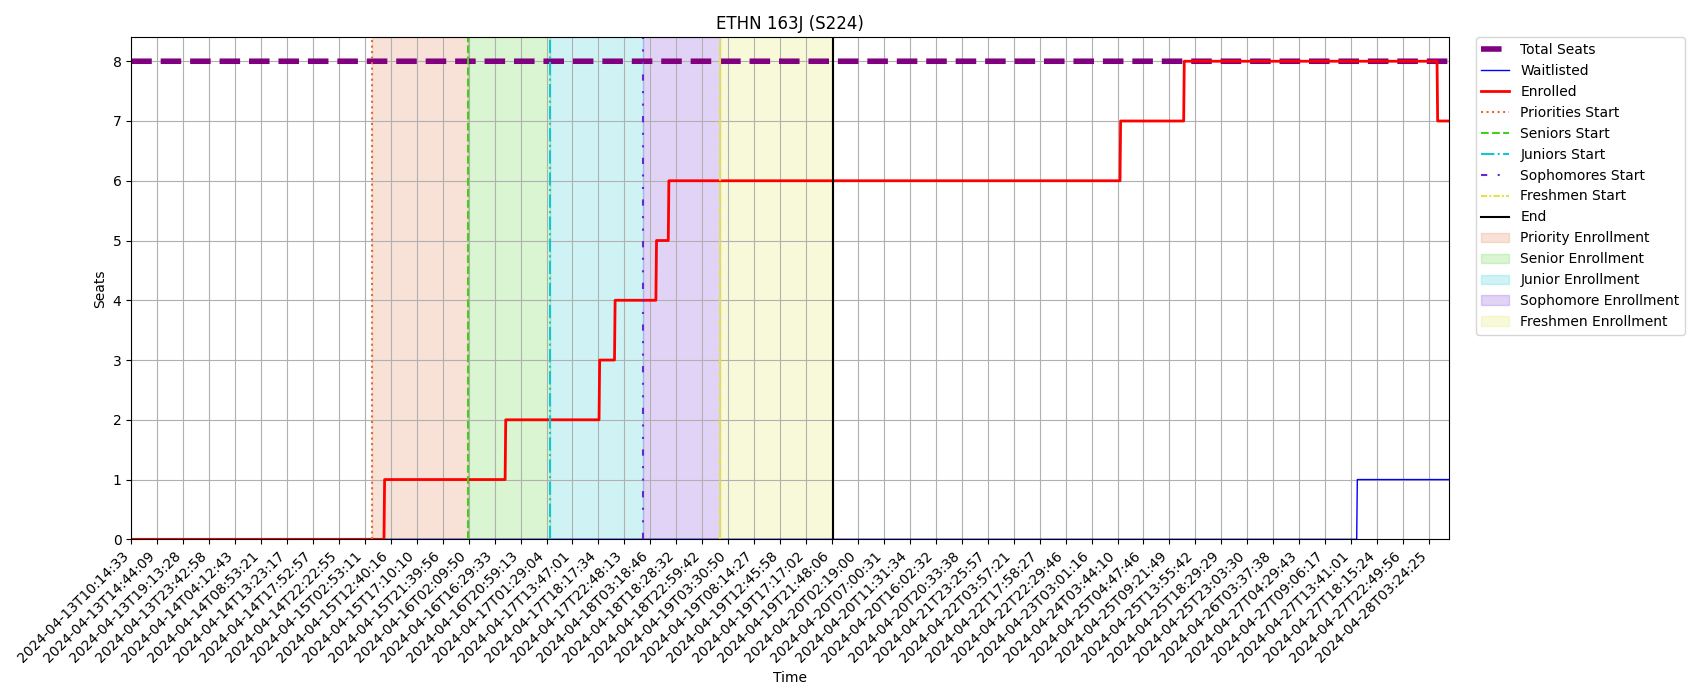 ETHN 163J (S224)
Seats
8
7
6
5
4
3
2
1
0
2024-04-13T10:14:33
2024-04-13T14:44:09
2024-04-13T19:13:28
2024-04-13T23:42:58
2024-04-14T04:12:43
2024-04-14T08:53:21
2024-04-14T13:23:17
2024-04-14T17:52:57
2024-04-14T22:22:55
2024-04-15T02:53:11
2024-04-15T12:40:16
2024-04-15T17:10:10
2024-04-15T21:39:56
2024-04-16T02:09:50
2024-04-16T16:29:33
2024-04-16T20:59:13
2024-04-17T01:29:04
2024-04-17T13:47:01
2024-04-17T18:17:34
2024-04-17T22:48:13
2024-04-18T03:18:46
2024-04-18T18:28:32
2024-04-18T22:59:42
2024-04-19T03:30:50
2024-04-19T08:14:27
2024-04-19T12:45:58
2024-04-19T17:17:02
2024-04-19T21:48:06
2024-04-20T02:19:00
2024-04-20T07:00:31
2024-04-20T11:31:34
2024-04-20T16:02:32
2024-04-20T20:33:38
2024-04-21T23:25:57
2024-04-22T03:57:21
2024-04-22T17:58:27
2024-04-22T22:29:46
2024-04-23T03:01:16
2024-04-24T03:44:10
2024-04-25T04:47:46
2024-04-25T09:21:49
2024-04-25T13:55:42
2024-04-25T18:29:29
2024-04-25T23:03:30
2024-04-26T03:37:38
2024-04-27T04:29:43
2024-04-27T09:06:17
2024-04-27T13:41:01
2024-04-27T18:15:24
2024-04-27T22:49:56
2024-04-28T03:24:25
Time
Total Seats
Waitlisted
Enrolled
Priorities Start
Seniors Start
Juniors Start
Sophomores Start
Freshmen Start
End
Priority Enrollment
Senior Enrollment
Junior Enrollment
Sophomore Enrollment
Freshmen Enrollment